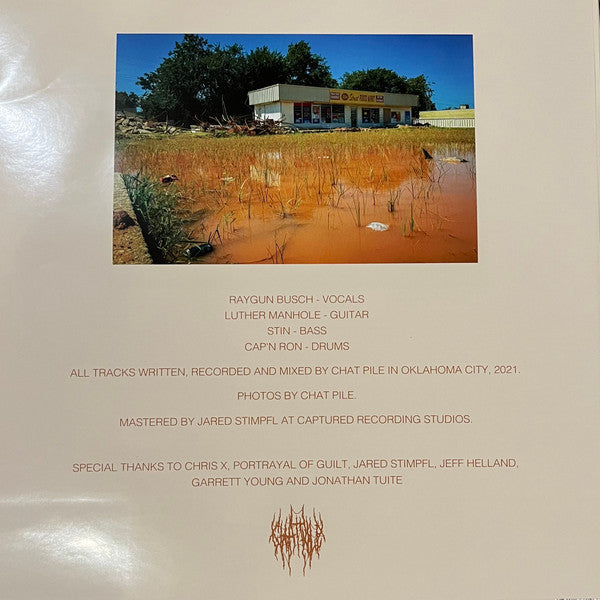 RAYGUN BUSCH - VOCALS
LUTHER MANHOLE - GUITAR
STIN - BASS
CAP'N RON - DRUMS
ALL TRACKS WRITTEN, RECORDED AND MIXED BY CHAT PILE IN OKLAHOMA CITY, 2021.
PHOTOS BY CHAT PILE.
MASTERED BY JARED STIMPFL AT CAPTURED RECORDING STUDIOS.
SPECIAL THANKS TO CHRIS X, PORTRAYAL OF GUILT, JARED STIMPFL, JEFF HELLAND,
GARRETT YOUNG AND JONATHAN TUITE
CHAT PILE